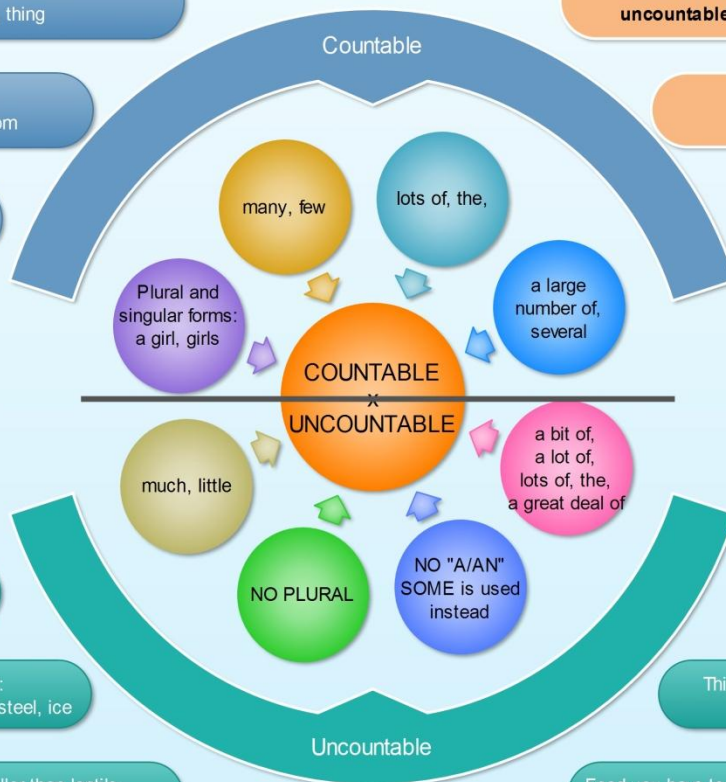 thing
uncountable
Countable
om
many, few
lots of, the,
Plural and
singular forms:
a girl, girls
a large
number of,
several
COUNTABLE
x
UNCOUNTABLE
much, little
a bit of,
a lot of,
lots of, the,
a great deal of
NO PLURAL
NO "A/AN"
SOME is used
instead
:
steel, ice
Thi
Uncountable